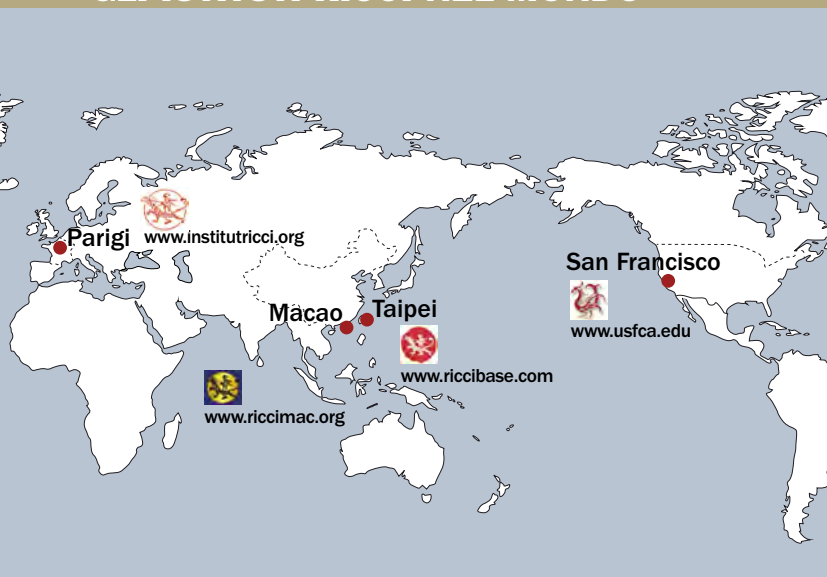 Parigi
www.institutricci.org
San Francisco
www.usfca.edu
Macao
Taipei
www.riccibase.com
www.riccimac.org